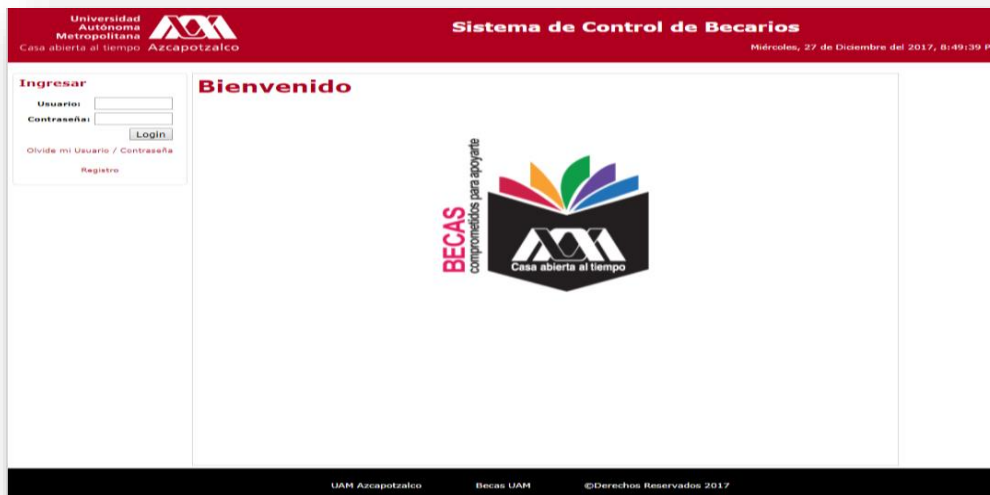 Universidad
Autónoma
Metropolitana
Casa abierta al tiempo Azcapotzalco
Sistema de Control de Becarios
Miércoles, 27 de Diciembre del 2017, 8:49:39 P
Ingresar
Usuario:
Contraseña:
Login
Olvide mi Usuario / Contraseña
Registro
Bienvenido
BECAS
comprometidos para apoyarte
Casa abierta al tiempo
UAM Azcapotzalco Becas UAM ©Derechos Reservados 2017